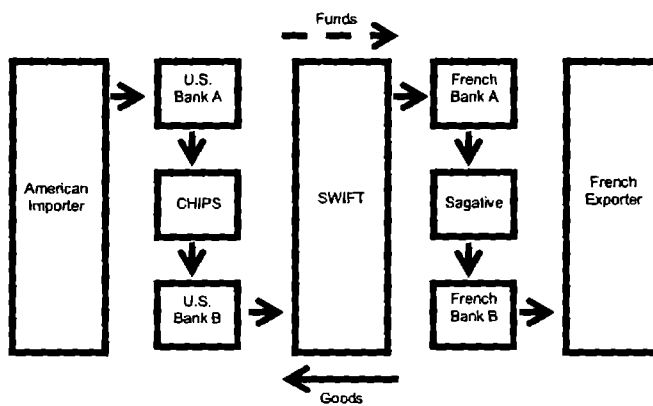 Funds
American
Importer
U.S.
Bank A
CHIPS
U.S.
Bank B
SWIFT
French
Bank A
Sagative
French
Bank B
French
Exporter
Goods